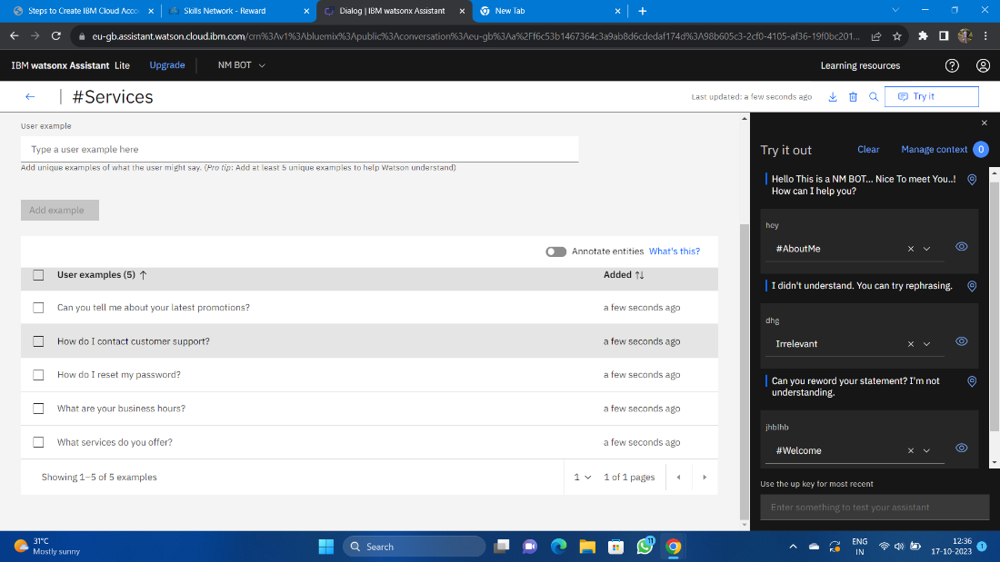 Steps to Create IBM Cloud Acco
Skills Network - Reward
Dialog | IBM watsonx Assistant
New Tab
eu-gb.assistant.watson.cloud.ibm.com/crn%3Av1%3Abluemix%3Apublic%3Aconversation%3Aeu-gb%3Aa%2Ff6c53b1467364c3a9ab8d6cdedaf174d%3A98b605c3-2cf0-4105-af36-19f0bc201...
IBM watsonx Assistant Lite
Upgrade
NM BOT
Learning resources
#Services
Last updated: a few seconds ago
Try it
User example
Type a user example here
Add unique examples of what the user might say. (Pro tip: Add at least 5 unique examples to help Watson understand)
Add example
Annotate entities What's this?
User examples (5) ↑ Added ↑↓
Can you tell me about your latest promotions? a few seconds ago
How do I contact customer support? a few seconds ago
How do I reset my password? a few seconds ago
What are your business hours? a few seconds ago
What services do you offer? a few seconds ago
Showing 1–5 of 5 examples
1 1 of 1 pages
Try it out
Clear
Manage context 0
Hello This is a NM BOT... Nice To meet You..!
How can I help you?
hey
#AboutMe
I didn't understand. You can try rephrasing.
dhg
Irrelevant
Can you reword your statement? I'm not
understanding.
jhblhb
#Welcome
Use the up key for most recent
Enter something to test your assistant
31°C
Mostly sunny
Search
11
ENG
IN
12:36
17-10-2023
1